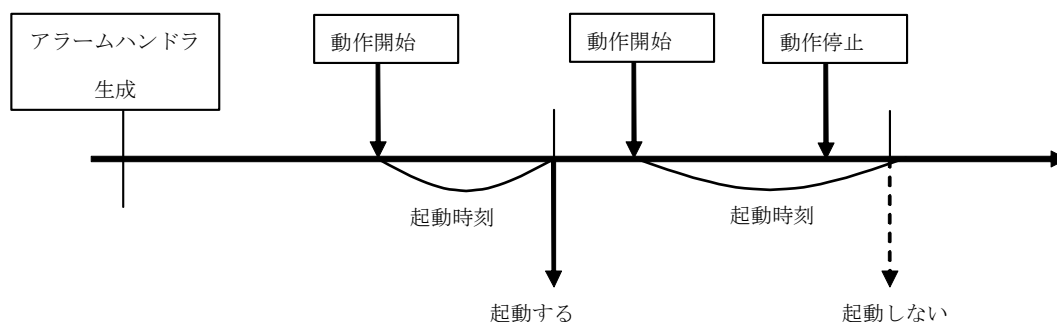 アラームハンドラ
生成
動作開始
動作開始
動作停止
起動時刻
起動時刻
起動する
起動しない